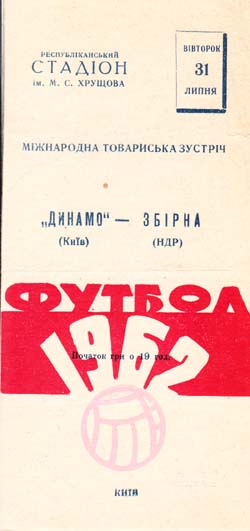 РЕСПУБЛІКАНСЬКИЙ
СТАДІОН
ім. М. С. ХРУЩОВА
ВІВТОРОК
31
ЛИПНЯ
МІЖНАРОДНА ТОВАРИСЬКА ЗУСТРІЧ
„ДИНАМО“ — ЗБІРНА
(Київ) (НДР)
ФУТБОЛ
1962
Початок гри о 19 год.
КИЇВ